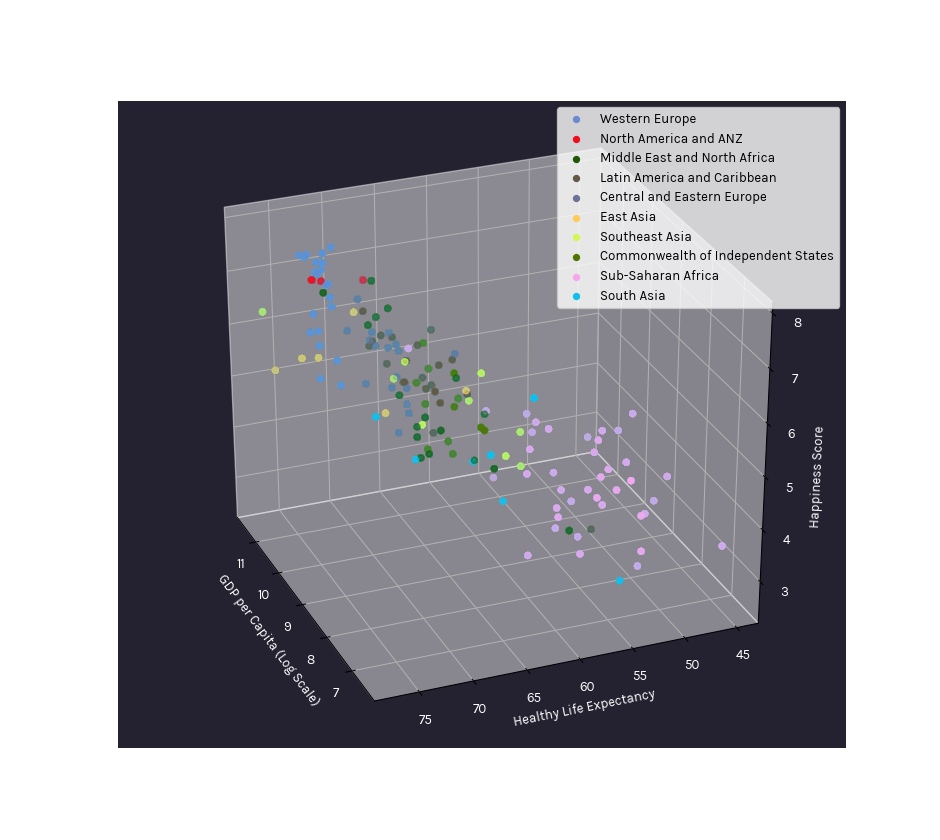 Western Europe
North America and ANZ
Middle East and North Africa
Latin America and Caribbean
Central and Eastern Europe
East Asia
Southeast Asia
Commonwealth of Independent States
Sub-Saharan Africa
South Asia
8
7
6
5
4
3
Happiness Score
11
10
9
8
7
GDP per Capita (Log Scale)
75
70
65
60
55
50
45
Healthy Life Expectancy